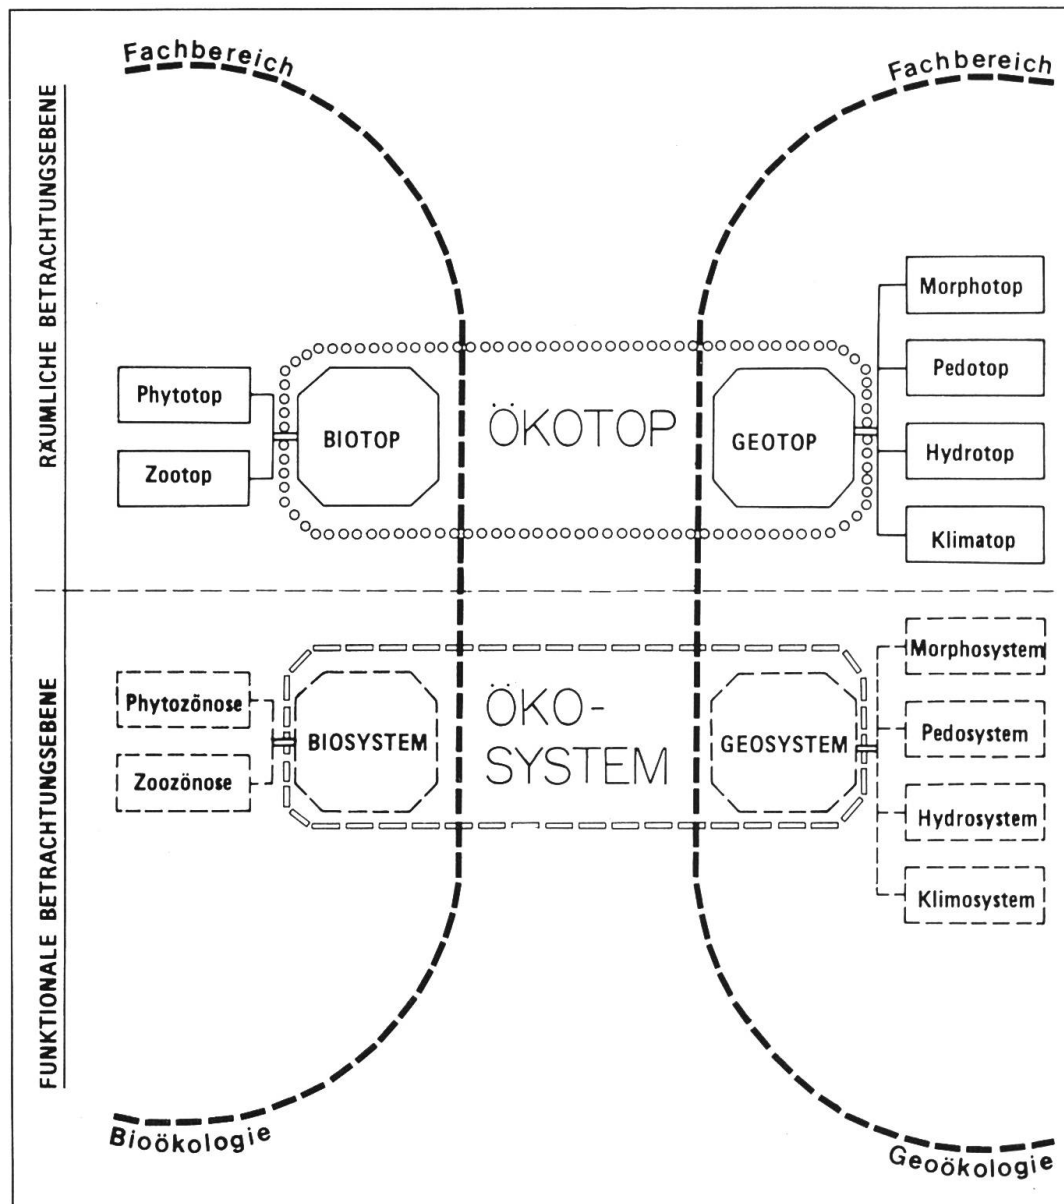 Fachbereich
Fachbereich
RÄUMLICHE BETRACHTUNGSEBENE
Morphotop
Pedotop
Phytotop
BIOTOP
ÖKOTOP
GEOTOP
Hydrotop
Zootop
Klimatop
FUNKTIONALE BETRACHTUNGSEBENE
Morphosystem
Phytozönose
ÖKO-
SYSTEM
Pedosystem
BIOSYSTEM
GEOSYSTEM
Zoozönose
Hydrosystem
Klimosystem
Bioökologie
Geoökologie